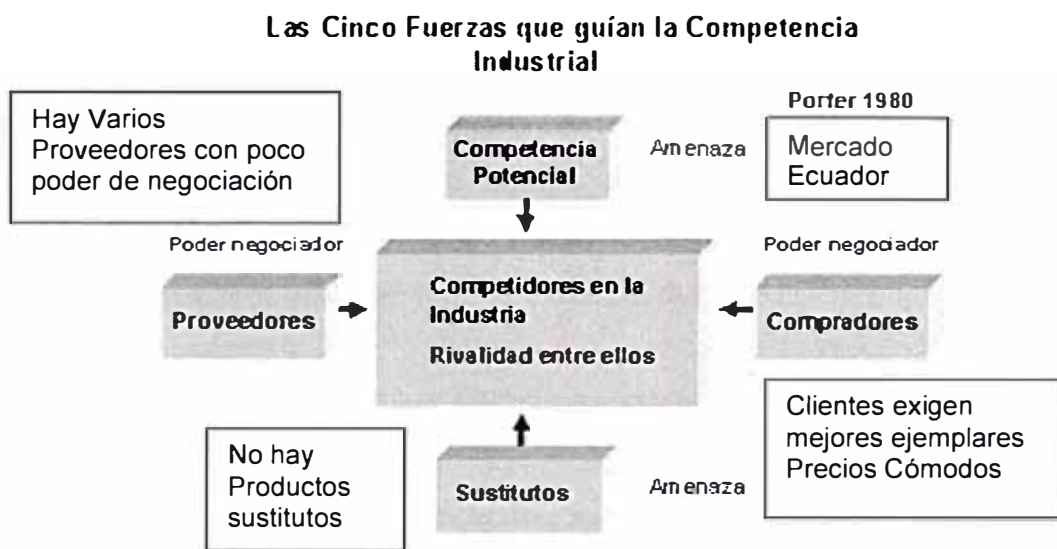 Las Cinco Fuerzas que guían la Competencia
Industrial
Porter 1980
Hay Varios
Proveedores con poco
poder de negociación
Competencia
Potencial
Amenaza
Mercado
Ecuador
Poder negociador
Proveedores
Competidores en la
Industria
Rivalidad entre ellos
Poder negociador
Compradores
No hay
Productos
sustitutos
Sustitutos
Amenaza
Clientes exigen
mejores ejemplares
Precios Cómodos